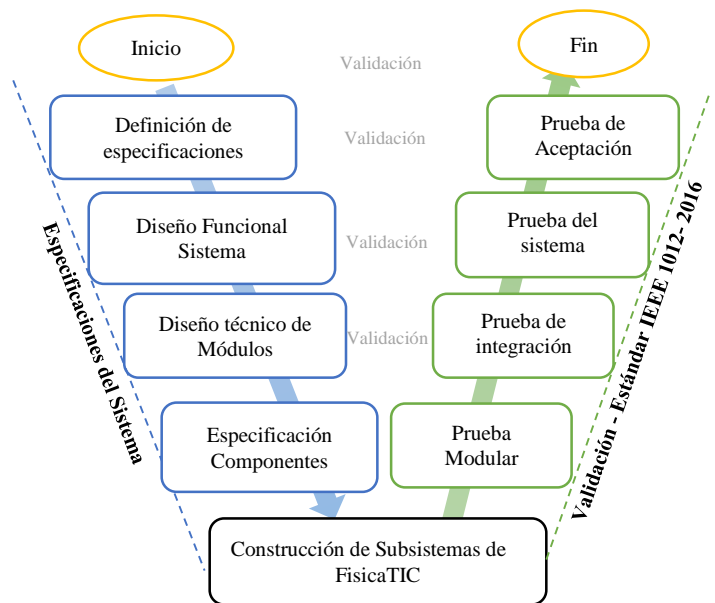 Inicio
Validación
Fin
Definición de
especificaciones
Validación
Prueba de
Aceptación
Diseño Funcional
Sistema
Validación
Prueba del
sistema
Diseño técnico de
Módulos
Validación
Prueba de
integración
Especificación
Componentes
Prueba
Modular
Construcción de Subsistemas de
FisicaTIC
Especificaciones del Sistema
Validación - Estándar IEEE 1012- 2016